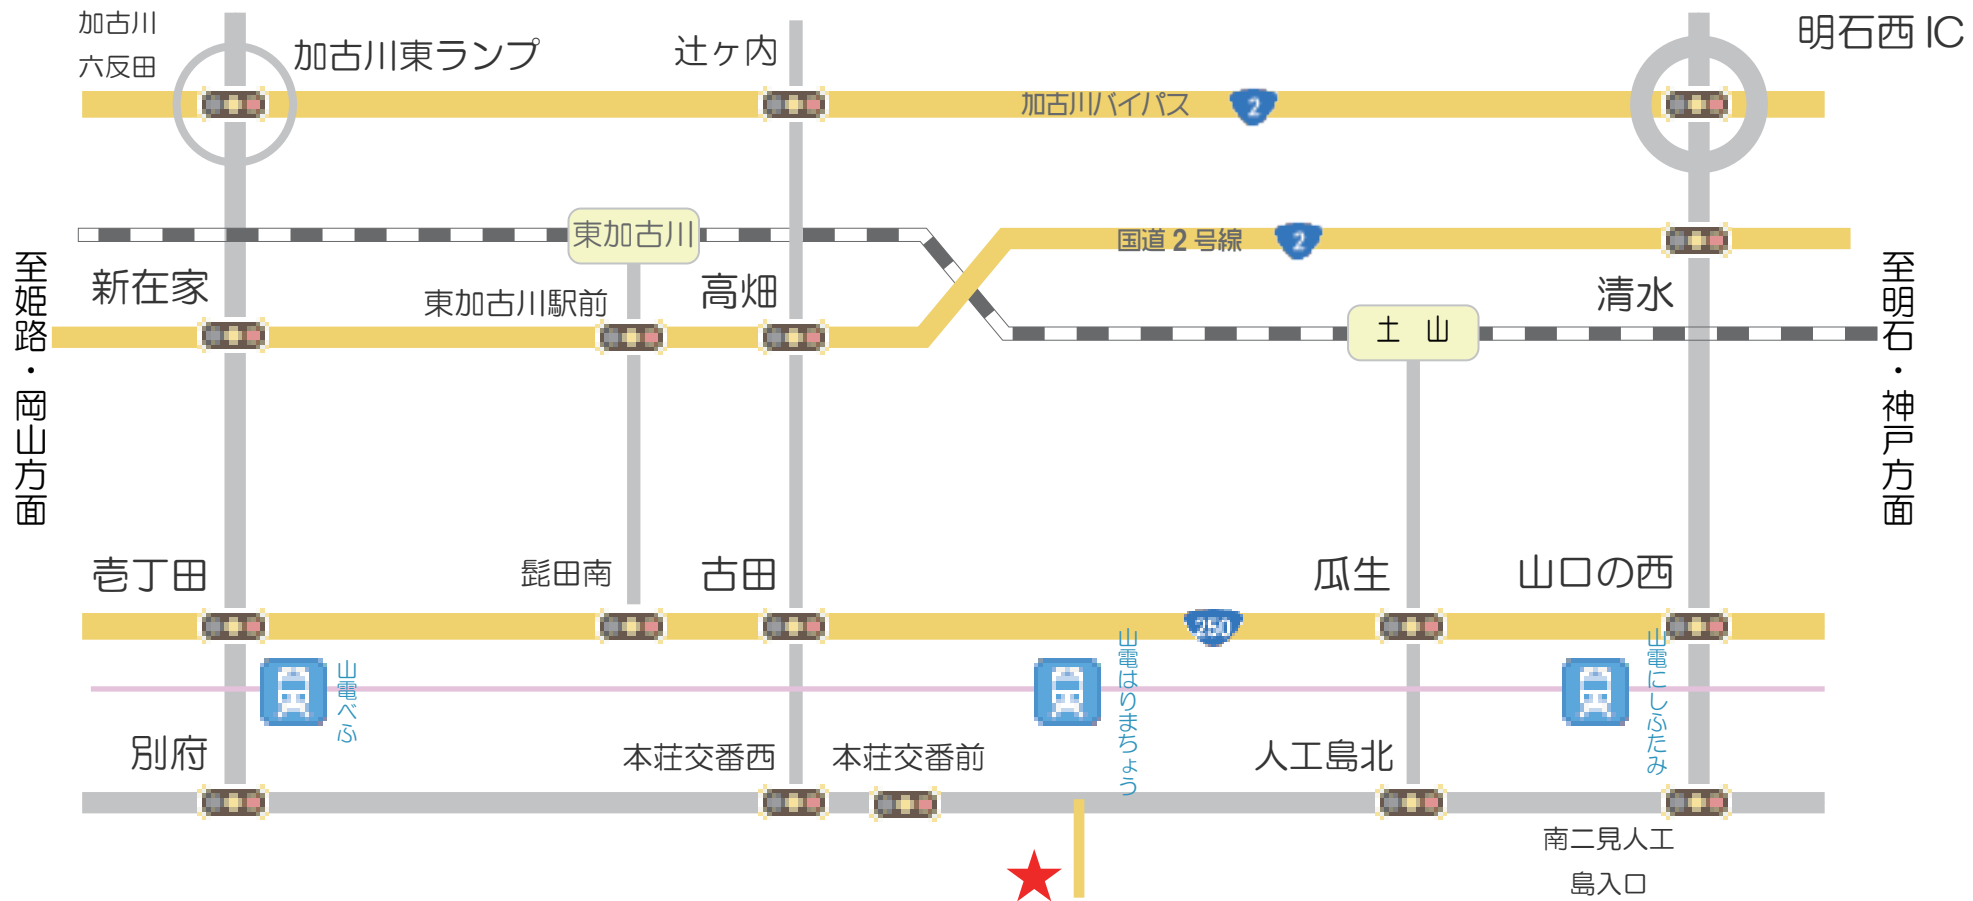 加古川
六反田
加古川東ランプ
辻ヶ内
明石西 IC
加古川バイパス
2
東加古川
国道 2 号線
2
至姫路・岡山方面
新在家
東加古川駅前
高畑
土 山
清水
至明石・神戸方面
壱丁田
髭田南
古田
瓜生
山口の西
250
山電べふ
山電はりまちょう
山電にしふたみ
別府
本荘交番西
本荘交番前
人工島北
南二見人工
島入口